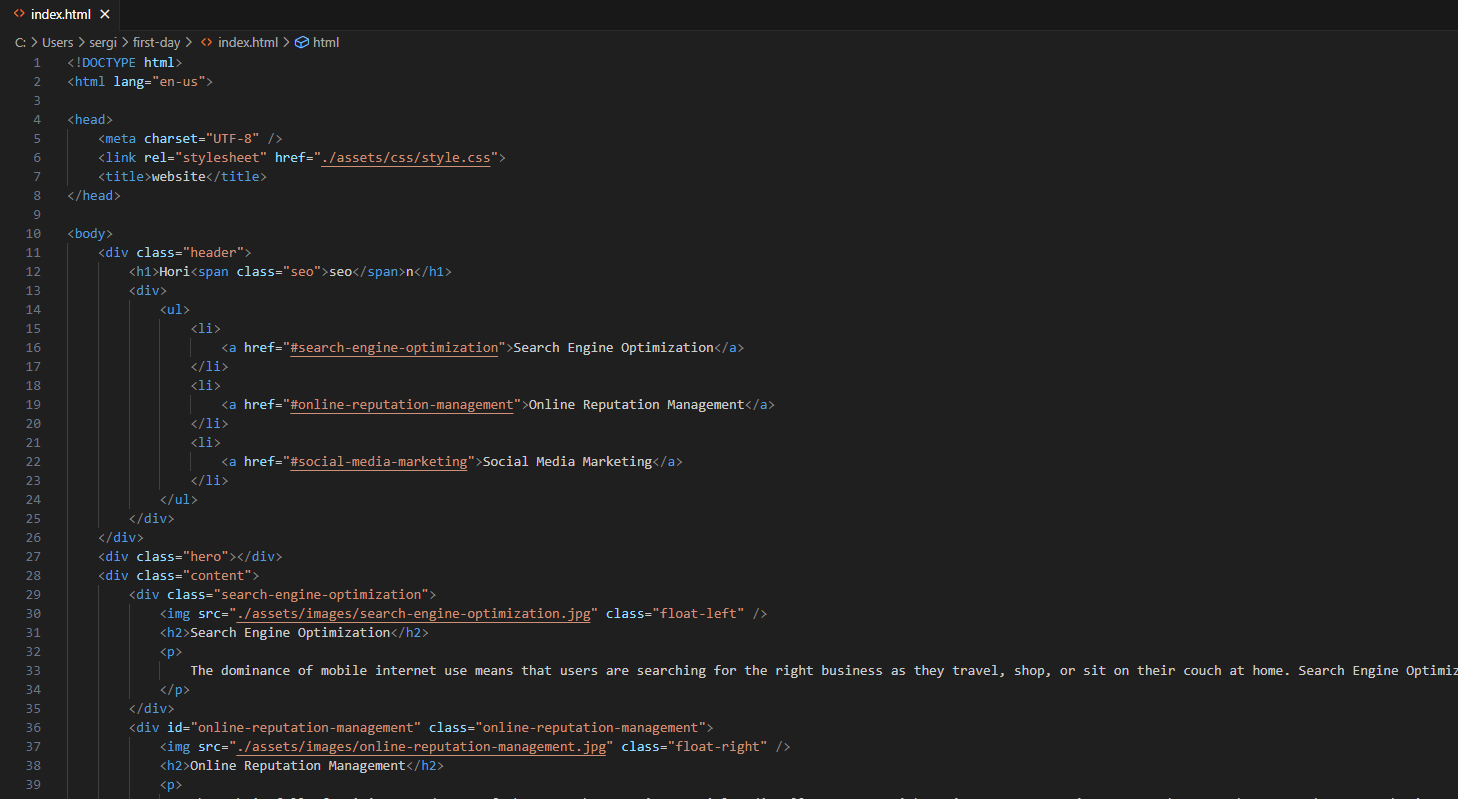 index.html
C: > Users > sergi > first-day > index.html > html
1 <!DOCTYPE html>
2 <html lang="en-us">
3
4 <head>
5 <meta charset="UTF-8" />
6 <link rel="stylesheet" href="./assets/css/style.css">
7 <title>website</title>
8 </head>
9
10 <body>
11 <div class="header">
12 <h1>Hori<span class="seo">seo</span>n</h1>
13 <div>
14 <ul>
15 <li>
16 <a href="#search-engine-optimization">Search Engine Optimization</a>
17 </li>
18 <li>
19 <a href="#online-reputation-management">Online Reputation Management</a>
20 </li>
21 <li>
22 <a href="#social-media-marketing">Social Media Marketing</a>
23 </li>
24 </ul>
25 </div>
26 </div>
27 <div class="hero"></div>
28 <div class="content">
29 <div class="search-engine-optimization">
30 <img src="./assets/images/search-engine-optimization.jpg" class="float-left" />
31 <h2>Search Engine Optimization</h2>
32 <p>
33 The dominance of mobile internet use means that users are searching for the right business as they travel, shop, or sit on their couch at home. Search Engine Optimiz
34 </p>
35 </div>
36 <div id="online-reputation-management" class="online-reputation-management">
37 <img src="./assets/images/online-reputation-management.jpg" class="float-right" />
38 <h2>Online Reputation Management</h2>
39 <p>